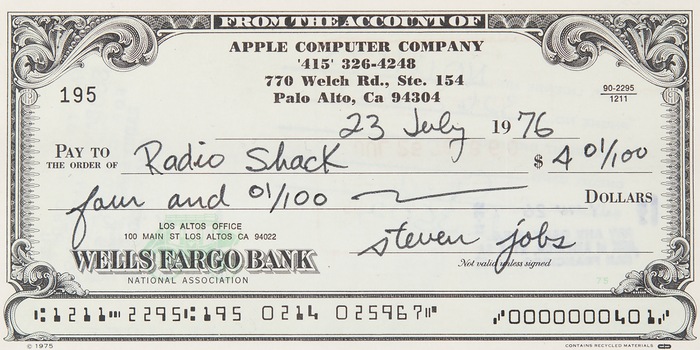 FROM THE ACCOUNT OF
APPLE COMPUTER COMPANY
'415' 326-4248
770 Welch Rd., Ste. 154
Palo Alto, Ca 94304
195
90-2295
1211
23 July 1976
PAY TO THE ORDER OF Radio Shack $ 4 01/100
four and 01/100 DOLLARS
LOS ALTOS OFFICE
100 MAIN ST LOS ALTOS CA 94022
WELLS FARGO BANK
NATIONAL ASSOCIATION
steven jobs
Not valid unless signed
⑆1211⑉2295⑆195 0214 025967⑈ ⑇0000000401⑇
© 1975
CONTAINS RECYCLED MATERIALS